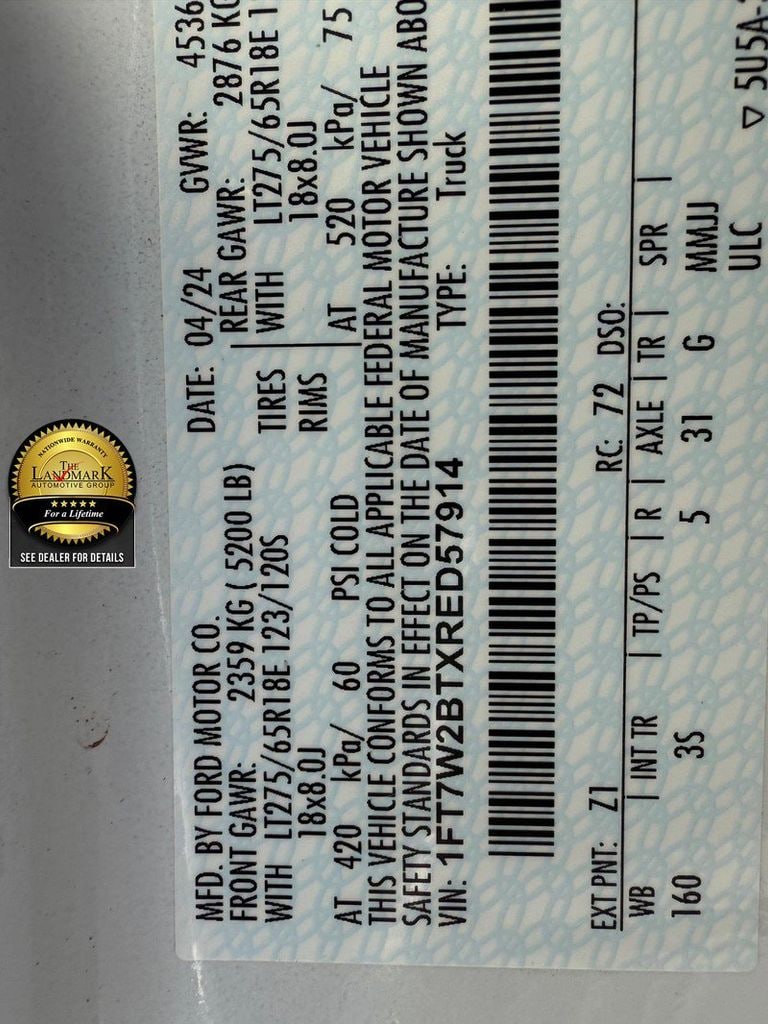 MFD. BY FORD MOTOR CO.
DATE: 04/24 GVWR: 4536
FRONT GAWR: 2359 KG ( 5200 LB)
REAR GAWR: 2876 KG
WITH LT275/65R18E 123/120S
TIRES WITH LT275/65R18E 1
18x8.0J RIMS 18x8.0J
AT 420 kPa/ 60 PSI COLD AT 520 kPa/ 75
THIS VEHICLE CONFORMS TO ALL APPLICABLE FEDERAL MOTOR VEHICLE
SAFETY STANDARDS IN EFFECT ON THE DATE OF MANUFACTURE SHOWN ABO
VIN: 1FT7W2BTXRED57914 TYPE: Truck
EXT PNT: Z1 RC: 72 DSO:
WB | INT TR | TP/PS | R | AXLE | TR | SPR |
160 3S 5 31 G MMJJ
ULC
▽ 5U5A-
NATIONWIDE WARRANTY
THE
LANDMARK
AUTOMOTIVE GROUP
★★★★★
For a Lifetime
SEE DEALER FOR DETAILS